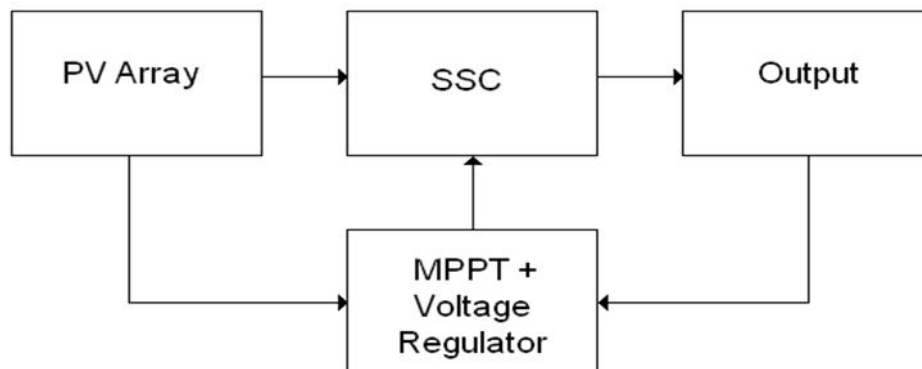 PV Array
SSC
Output
MPPT +
Voltage
Regulator